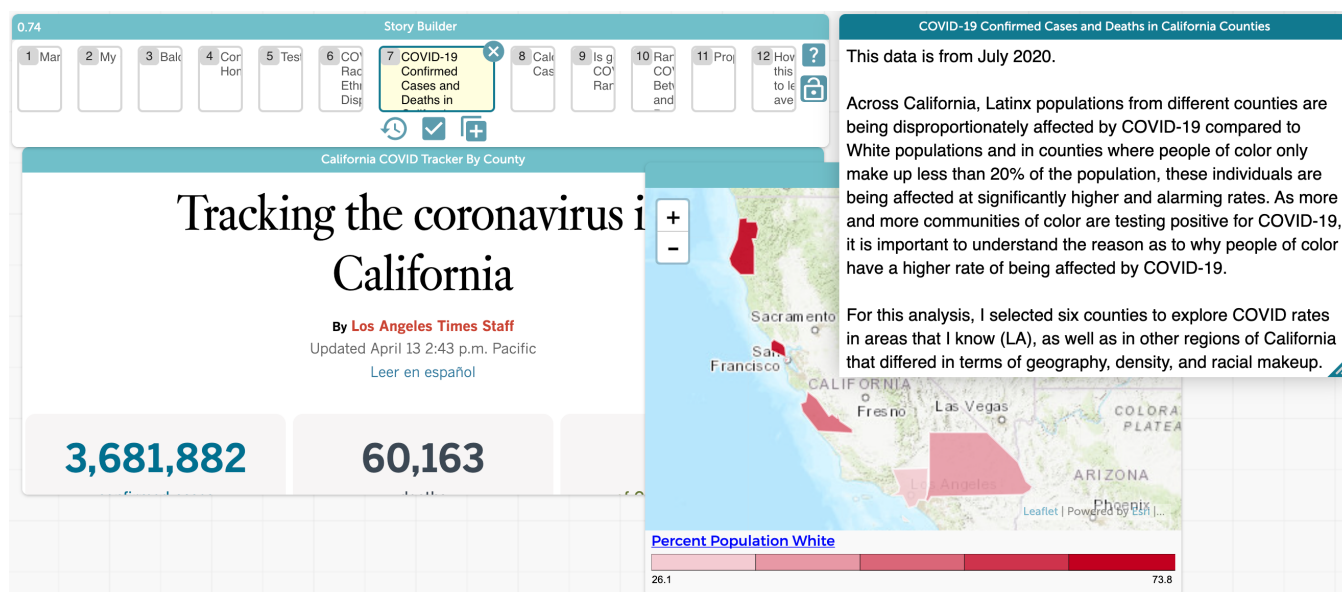 0.74
Story Builder
1 Mar
2 My
3 Balc
4 Cor
Hor
5 Test
6 CO
Rac
Ethi
Disp
7 COVID-19
Confirmed
Cases and
Deaths in
8 Calc
Cas
9 Is g
CO
Rar
10 Rar
CO
Betv
and
11 Pro
12 How
this
to le
ave
?
California COVID Tracker By County
Tracking the coronavirus i
California
By Los Angeles Times Staff
Updated April 13 2:43 p.m. Pacific
Leer en español
3,681,882
60,163
+
−
Sacramento
San
Francisco
CALIFORNIA
Fresno
Las Vegas
COLORA
PLATEA
Los Angeles
ARIZONA
Phoenix
Leaflet | Powered by Esri |...
Percent Population White
26.1
73.8
COVID-19 Confirmed Cases and Deaths in California Counties
This data is from July 2020.
Across California, Latinx populations from different counties are
being disproportionately affected by COVID-19 compared to
White populations and in counties where people of color only
make up less than 20% of the population, these individuals are
being affected at significantly higher and alarming rates. As more
and more communities of color are testing positive for COVID-19,
it is important to understand the reason as to why people of color
have a higher rate of being affected by COVID-19.
For this analysis, I selected six counties to explore COVID rates
in areas that I know (LA), as well as in other regions of California
that differed in terms of geography, density, and racial makeup.